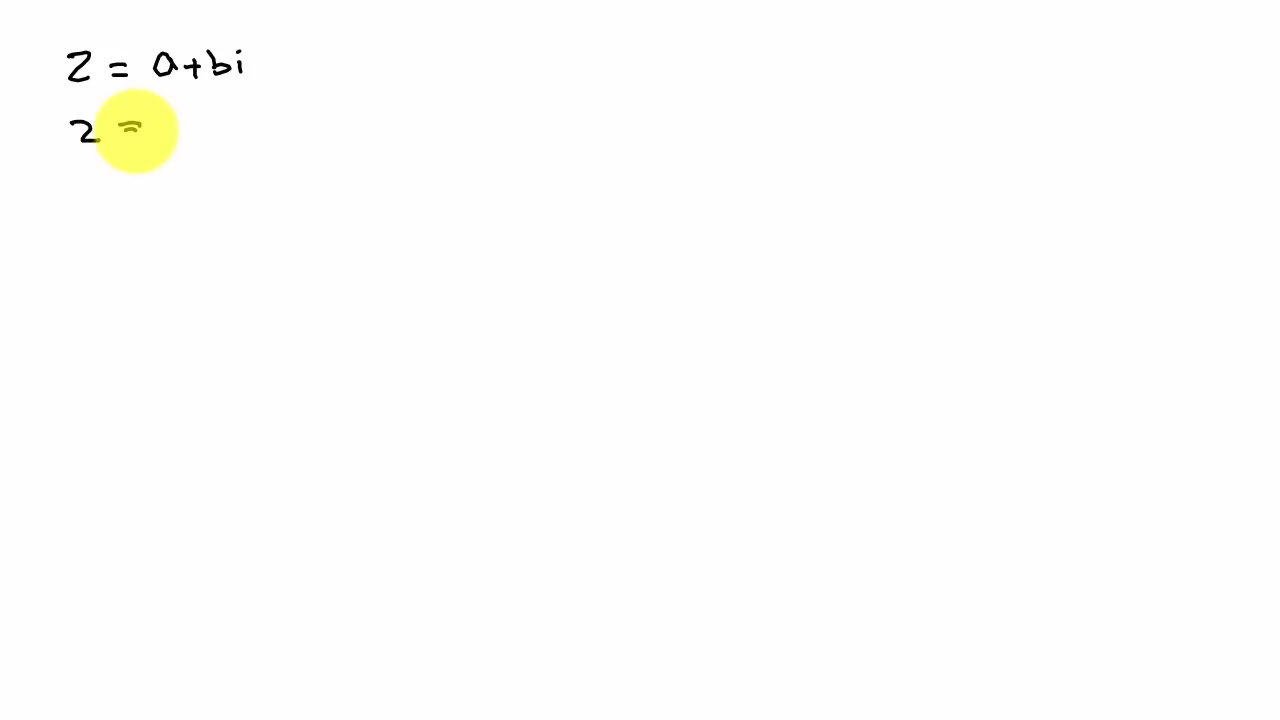 z = a+bi
z =